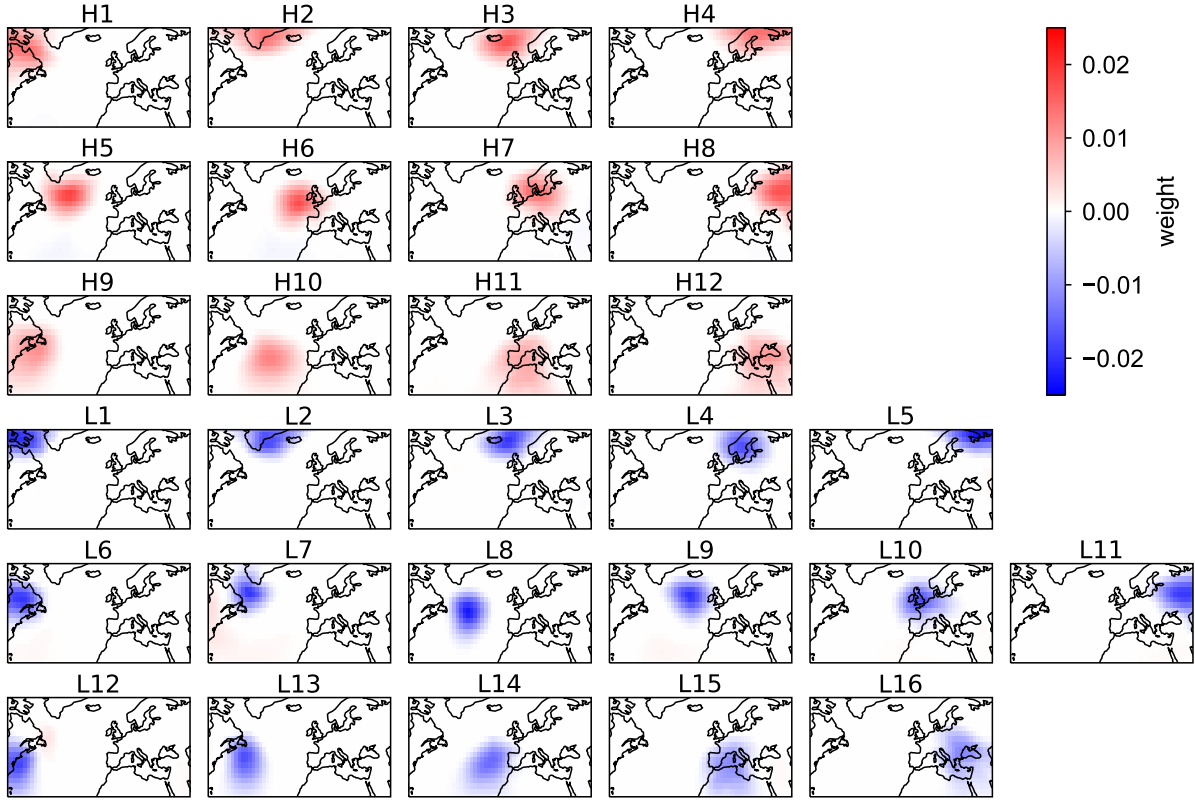 H1 H2 H3 H4
H5 H6 H7 H8
H9 H10 H11 H12
L1 L2 L3 L4 L5
L6 L7 L8 L9 L10 L11
L12 L13 L14 L15 L16
0.02
0.01
0.00
−0.01
−0.02
weight